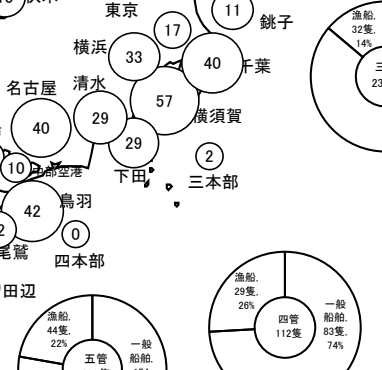 東京
11
銚子
17
横浜
33
40
千葉
名古屋
清水
57
横須賀
40
29
29
2
10
中部空港
下田
三本部
42
鳥羽
0
尾鷲
四本部
田辺
漁船,
32隻,
14%
漁船,
29隻,
26%
四管
112隻
一般
船舶,
83隻,
74%
漁船,
44隻,
22%
五管
一般
船舶,